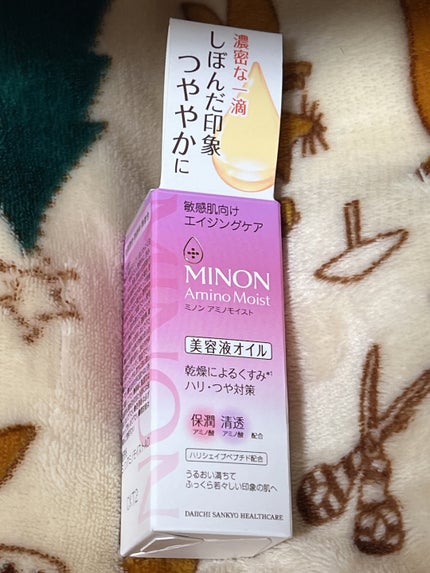 濃密な一滴
しぼんだ印象
つややかに
敏感肌向け
エイジングケア
MINON
Amino Moist
ミノン アミノモイスト
美容液オイル
乾燥によるくすみ*1
ハリ・つや対策
保潤 清透
アミノ酸 アミノ酸 配合
ハリシェイプペプチド配合
うるおい満ちて
ふっくら若々しい印象の肌へ
DAIICHI SANKYO HEALTHCARE
MINON